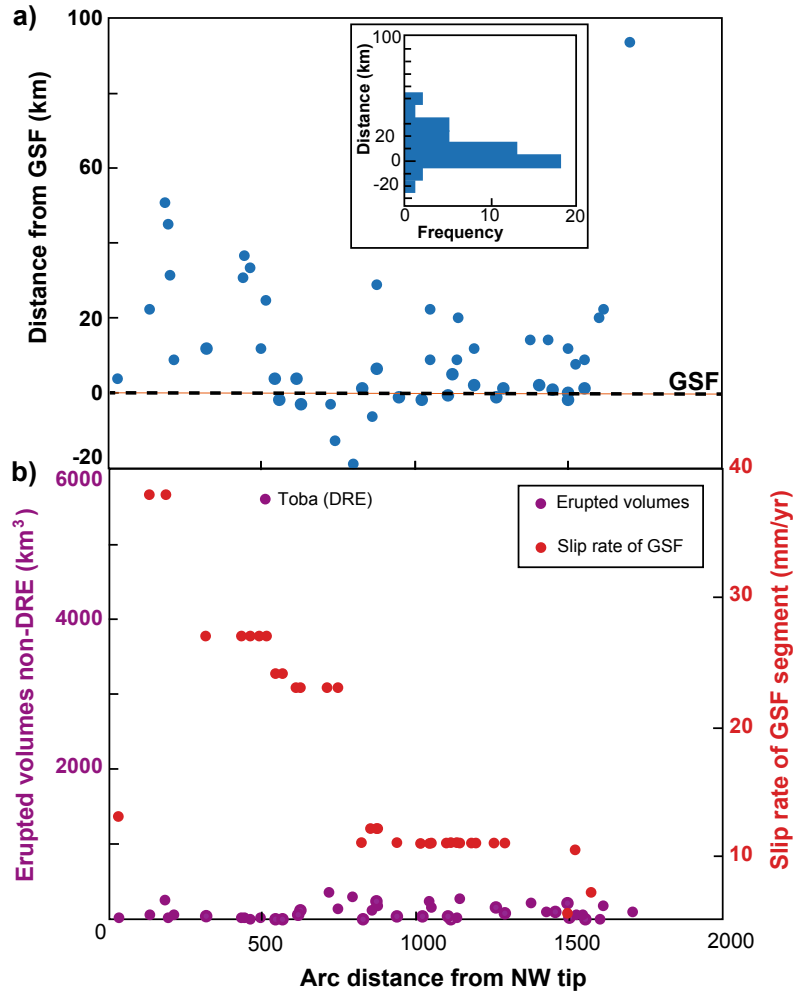 a)
100
60
20
0
-20
Distance from GSF (km)
Distance (km)
20
0
-20
0
10
20
Frequency
GSF
b)
6000
4000
2000
0
Erupted volumes non-DRE (km³)
Toba (DRE)
Erupted volumes
Slip rate of GSF
40
30
20
10
Slip rate of GSF segment (mm/yr)
0
500
1000
1500
2000
Arc distance from NW tip